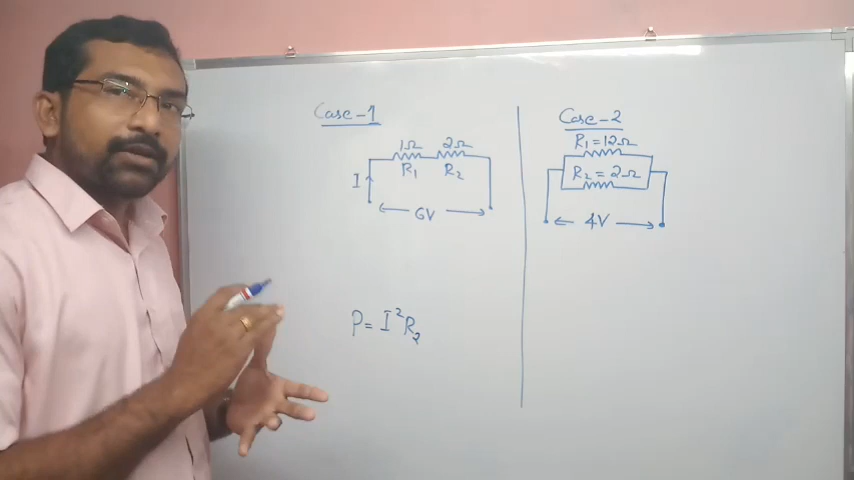 Case-1
1Ω 2Ω
R₁ R₂
I
6V
P= I²R₂
Case-2
R₁=12Ω
R₂ = 2Ω
4V